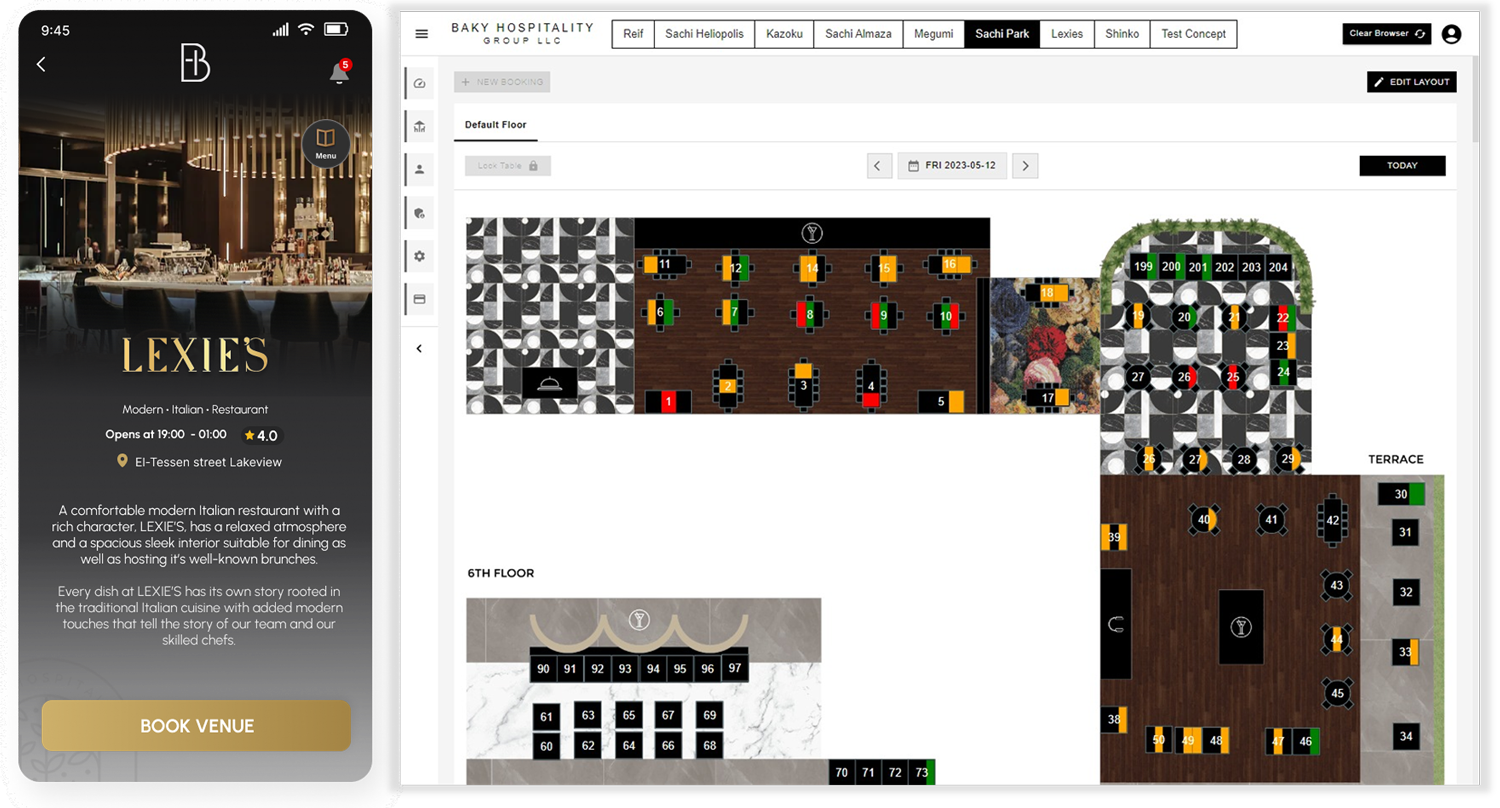 9:45
5
Menu
LEXIE'S
Modern • Italian • Restaurant
Opens at 19:00 - 01:00 4.0
El-Tessen street Lakeview
A comfortable modern Italian restaurant with a
rich character, LEXIE'S, has a relaxed atmosphere
and a spacious sleek interior suitable for dining as
well as hosting it's well-known brunches.
Every dish at LEXIE'S has its own story rooted in
the traditional Italian cuisine with added modern
touches that tell the story of our team and our
skilled chefs.
BOOK VENUE
BAKY HOSPITALITY
GROUP LLC
Reif Sachi Heliopolis Kazoku Sachi Almaza Megumi Sachi Park Lexies Shinko Test Concept
Clear Browser
+ NEW BOOKING
EDIT LAYOUT
Default Floor
Lock Table
FRI 2023-05-12
TODAY
11 12 14 15 16
6 7 8 9 10
1 2 3 4 5
18
17
199 200 201 202 203 204
19 20 21 22
23
27 26 25 24
26 27 28 29
TERRACE
30
40 41 42
31
39
43 32
44 33
45
38
34
50 49 48 47 46
6TH FLOOR
90 91 92 93 94 95 96 97
61 63 65 67 69
60 62 64 66 68
70 71 72 73